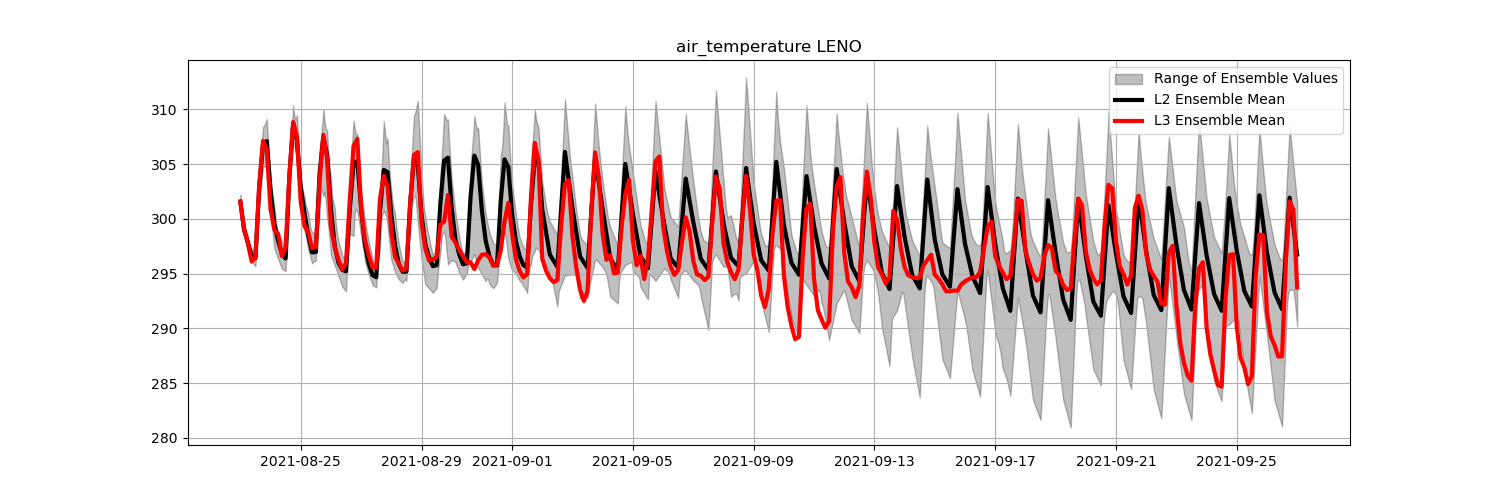 air_temperature LENO
Range of Ensemble Values
L2 Ensemble Mean
L3 Ensemble Mean
310
305
300
295
290
285
280
2021-08-25 2021-08-29 2021-09-01 2021-09-05 2021-09-09 2021-09-13 2021-09-17 2021-09-21 2021-09-25